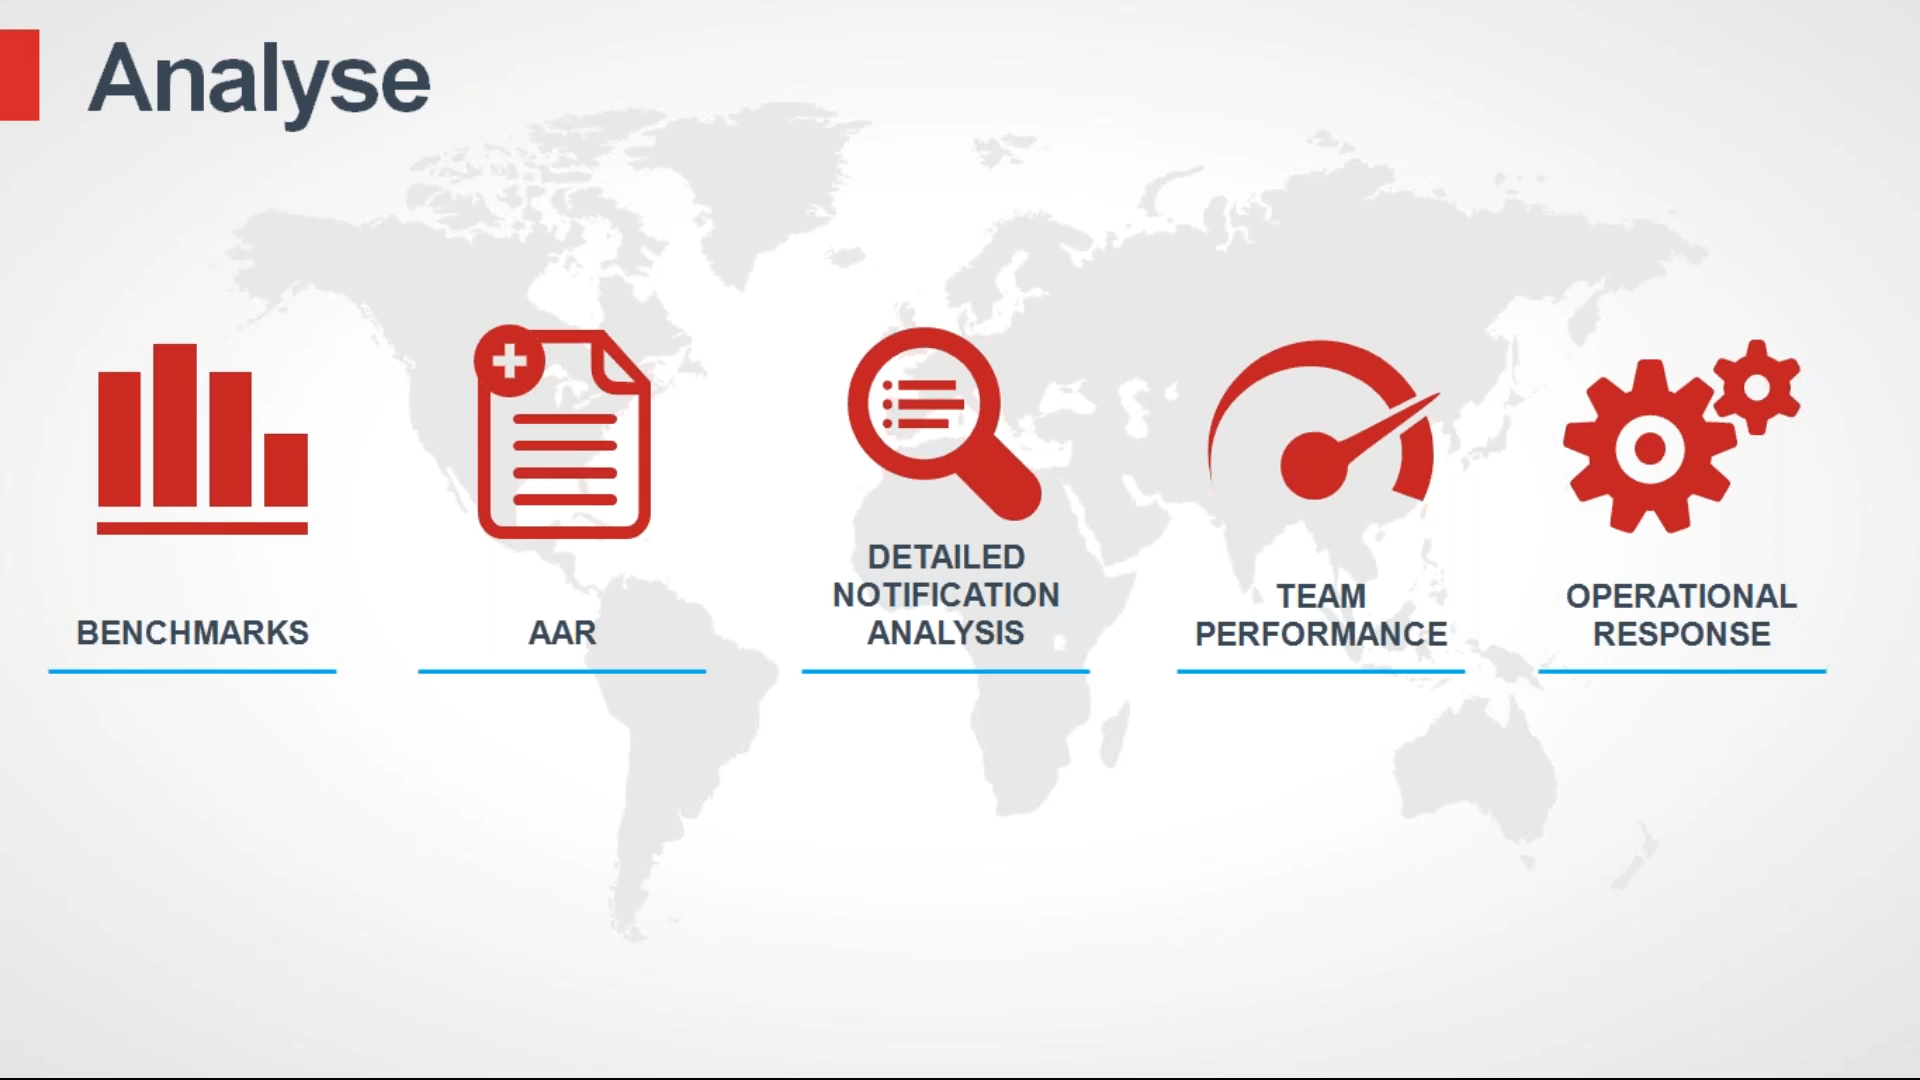 Analyse
BENCHMARKS
AAR
DETAILED
NOTIFICATION
ANALYSIS
TEAM
PERFORMANCE
OPERATIONAL
RESPONSE